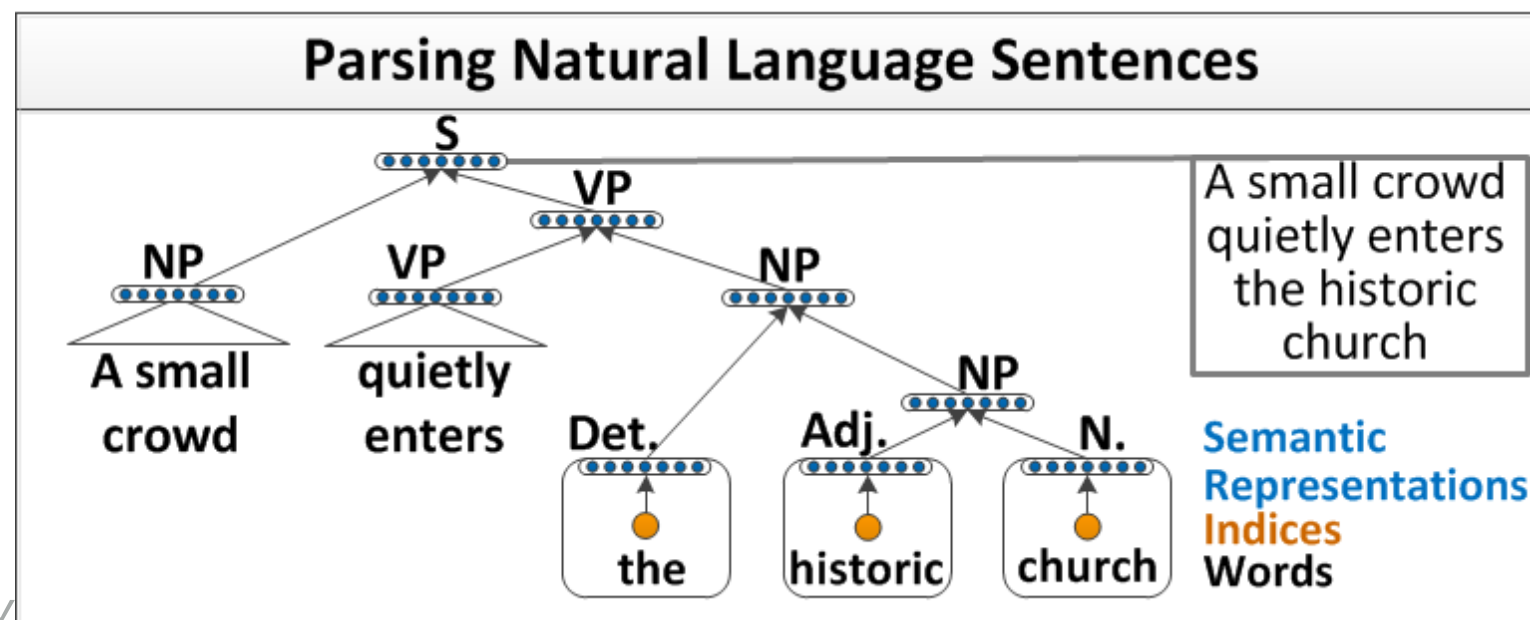 Parsing Natural Language Sentences
S
VP
NP
VP
NP
A small
crowd
quietly
enters
NP
Det.
Adj.
N.
the
historic
church
A small crowd
quietly enters
the historic
church
Semantic
Representations
Indices
Words